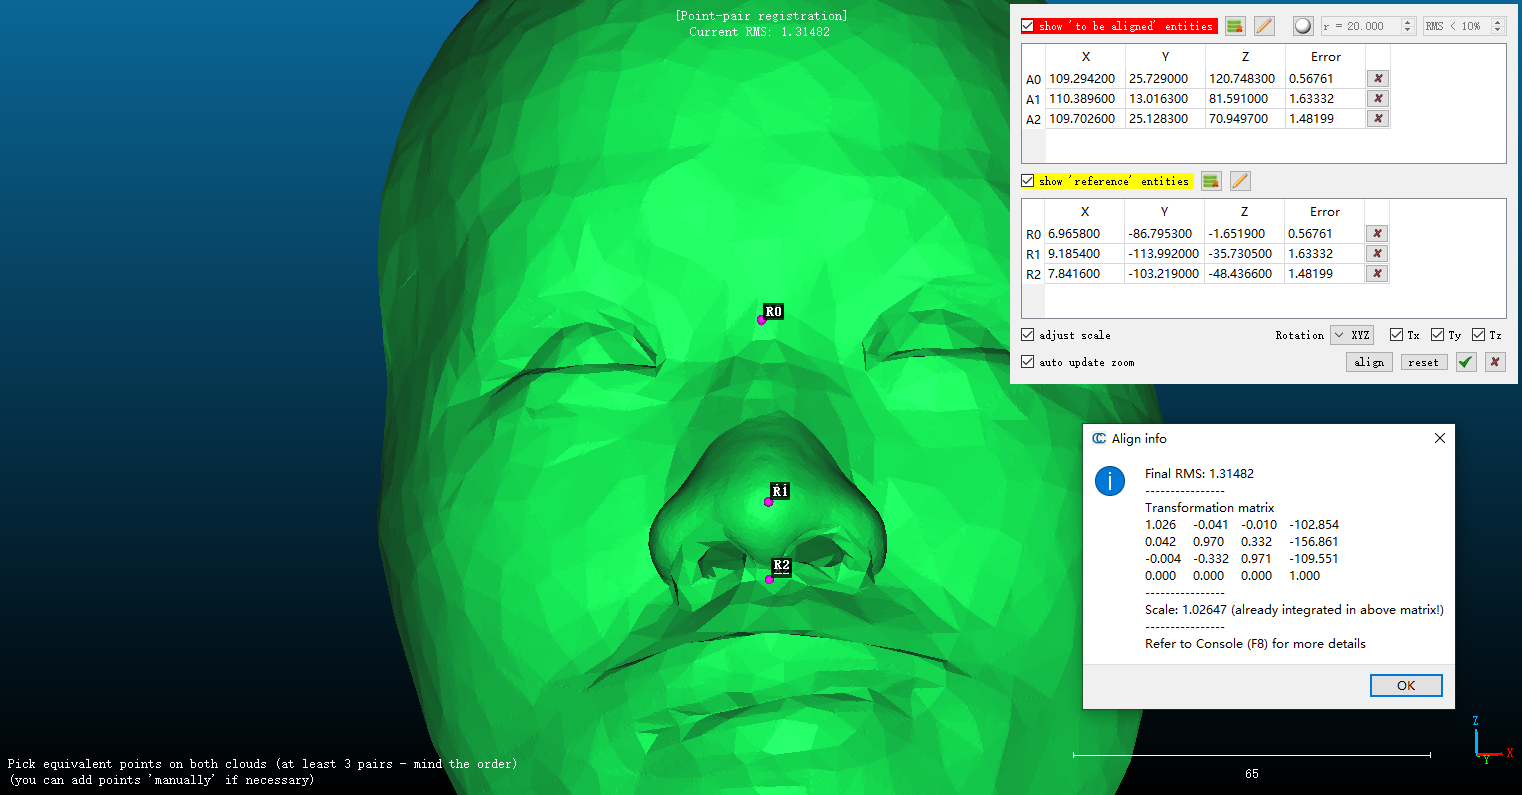 [Point-pair registration]
Current RMS: 1.31482
show 'to be aligned' entities
r = 20.000
RMS < 10%
X Y Z Error
A0 109.294200 25.729000 120.748300 0.56761
A1 110.389600 13.016300 81.591000 1.63332
A2 109.702600 25.128300 70.949700 1.48199
show 'reference' entities
X Y Z Error
R0 6.965800 -86.795300 -1.651900 0.56761
R1 9.185400 -113.992000 -35.730500 1.63332
R2 7.841600 -103.219000 -48.436600 1.48199
adjust scale
Rotation XYZ Tx Ty Tz
auto update zoom
align reset
R0
R1
R2
Align info
Final RMS: 1.31482
----------------
Transformation matrix
1.026 -0.041 -0.010 -102.854
0.042 0.970 0.332 -156.861
-0.004 -0.332 0.971 -109.551
0.000 0.000 0.000 1.000
----------------
Scale: 1.02647 (already integrated in above matrix!)
----------------
Refer to Console (F8) for more details
OK
Pick equivalent points on both clouds (at least 3 pairs - mind the order)
(you can add points 'manually' if necessary)
65
Z
X
Y